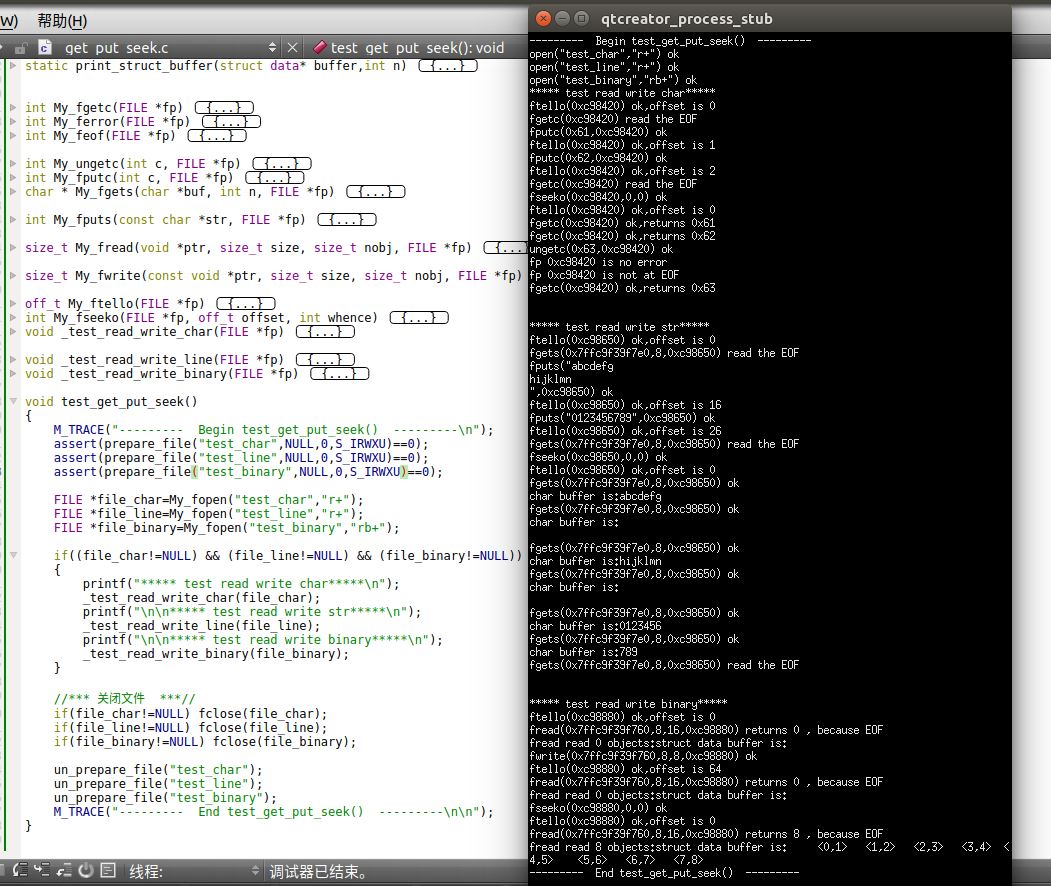 W) 帮助(H)
get_put_seek.c
test_get_put_seek(): void
static print_struct_buffer(struct data* buffer,int n) {...}
int My_fgetc(FILE *fp) {...}
int My_ferror(FILE *fp) {...}
int My_feof(FILE *fp) {...}
int My_ungetc(int c, FILE *fp) {...}
int My_fputc(int c, FILE *fp) {...}
char * My_fgets(char *buf, int n, FILE *fp) {...}
int My_fputs(const char *str, FILE *fp) {...}
size_t My_fread(void *ptr, size_t size, size_t nobj, FILE *fp) {...
size_t My_fwrite(const void *ptr, size_t size, size_t nobj, FILE *fp)
off_t My_ftello(FILE *fp) {...}
int My_fseeko(FILE *fp, off_t offset, int whence) {...}
void _test_read_write_char(FILE *fp) {...}
void _test_read_write_line(FILE *fp) {...}
void _test_read_write_binary(FILE *fp) {...}
void test_get_put_seek()
{
M_TRACE("---------  Begin test_get_put_seek()  ---------\n");
assert(prepare_file("test_char",NULL,0,S_IRWXU)==0);
assert(prepare_file("test_line",NULL,0,S_IRWXU)==0);
assert(prepare_file("test_binary",NULL,0,S_IRWXU)==0);
FILE *file_char=My_fopen("test_char","r+");
FILE *file_line=My_fopen("test_line","r+");
FILE *file_binary=My_fopen("test_binary","rb+");
if((file_char!=NULL) && (file_line!=NULL) && (file_binary!=NULL))
{
printf("***** test read write char*****\n");
_test_read_write_char(file_char);
printf("\n\n***** test read write str*****\n");
_test_read_write_line(file_line);
printf("\n\n***** test read write binary*****\n");
_test_read_write_binary(file_binary);
}
//*** 关闭文件  ***//
if(file_char!=NULL) fclose(file_char);
if(file_line!=NULL) fclose(file_line);
if(file_binary!=NULL) fclose(file_binary);
un_prepare_file("test_char");
un_prepare_file("test_line");
un_prepare_file("test_binary");
M_TRACE("---------  End test_get_put_seek()  ---------\n\n");
}
线程:
调试器已结束。
qtcreator_process_stub
---------  Begin test_get_put_seek()  ---------
open("test_char","r+") ok
open("test_line","r+") ok
open("test_binary","rb+") ok
***** test read write char*****
ftello(0xc98420) ok,offset is 0
fgetc(0xc98420) read the EOF
fputc(0x61,0xc98420) ok
ftello(0xc98420) ok,offset is 1
fputc(0x62,0xc98420) ok
ftello(0xc98420) ok,offset is 2
fgetc(0xc98420) read the EOF
fseeko(0xc98420,0,0) ok
ftello(0xc98420) ok,offset is 0
fgetc(0xc98420) ok,returns 0x61
fgetc(0xc98420) ok,returns 0x62
ungetc(0x63,0xc98420) ok
fp 0xc98420 is no error
fp 0xc98420 is not at EOF
fgetc(0xc98420) ok,returns 0x63
***** test read write str*****
ftello(0xc98650) ok,offset is 0
fgets(0x7ffc9f39f7e0,8,0xc98650) read the EOF
fputs("abcdefg
hijklmn
",0xc98650) ok
ftello(0xc98650) ok,offset is 16
fputs("0123456789",0xc98650) ok
ftello(0xc98650) ok,offset is 26
fgets(0x7ffc9f39f7e0,8,0xc98650) read the EOF
fseeko(0xc98650,0,0) ok
ftello(0xc98650) ok,offset is 0
fgets(0x7ffc9f39f7e0,8,0xc98650) ok
char buffer is:abcdefg
fgets(0x7ffc9f39f7e0,8,0xc98650) ok
char buffer is:
fgets(0x7ffc9f39f7e0,8,0xc98650) ok
char buffer is:hijklmn
fgets(0x7ffc9f39f7e0,8,0xc98650) ok
char buffer is:
fgets(0x7ffc9f39f7e0,8,0xc98650) ok
char buffer is:0123456
fgets(0x7ffc9f39f7e0,8,0xc98650) ok
char buffer is:789
fgets(0x7ffc9f39f7e0,8,0xc98650) read the EOF
***** test read write binary*****
ftello(0xc98880) ok,offset is 0
fread(0x7ffc9f39f760,8,16,0xc98880) returns 0 , because EOF
fread read 0 objects:struct data buffer is:
fwrite(0x7ffc9f39f760,8,8,0xc98880) ok
ftello(0xc98880) ok,offset is 64
fread(0x7ffc9f39f760,8,16,0xc98880) returns 0 , because EOF
fread read 0 objects:struct data buffer is:
fseeko(0xc98880,0,0) ok
ftello(0xc98880) ok,offset is 0
fread(0x7ffc9f39f760,8,16,0xc98880) returns 8 , because EOF
fread read 8 objects:struct data buffer is:     <0,1>   <1,2>   <2,3>   <3,4>  <
4,5>   <5,6>   <6,7>   <7,8>
---------  End test_get_put_seek()  ---------